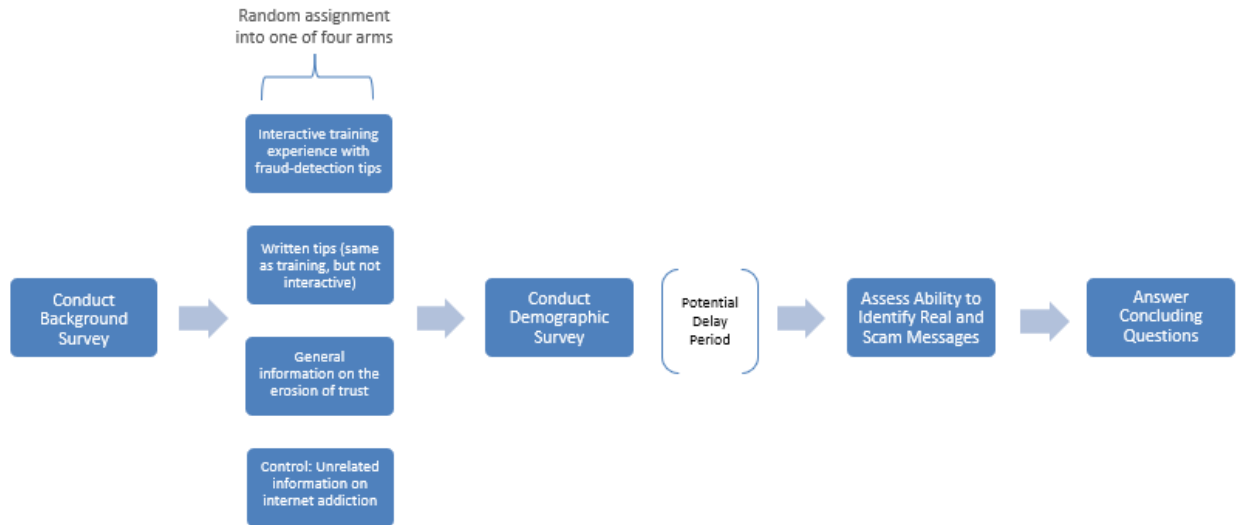 Random assignment
into one of four arms
Interactive training
experience with
fraud-detection tips
Written tips (same
as training, but not
interactive)
General
information on the
erosion of trust
Control: Unrelated
information on
internet addiction
Conduct
Background
Survey
Conduct
Demographic
Survey
Potential
Delay
Period
Assess Ability to
Identify Real and
Scam Messages
Answer
Concluding
Questions